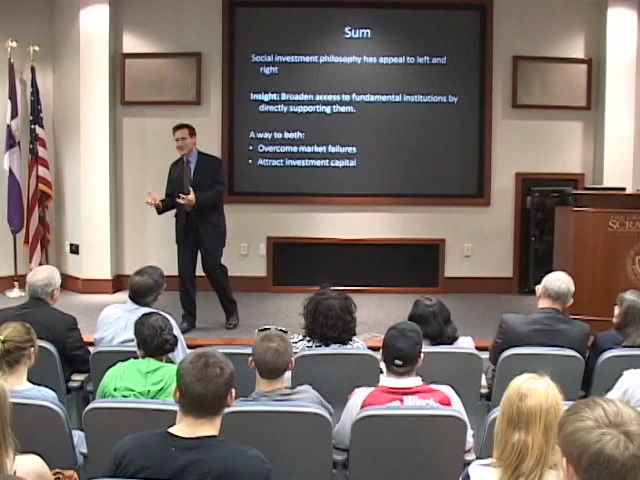 Sum
Social investment philosophy has appeal to left and
right
Insight: Broaden access to fundamental institutions by
directly supporting them.
A way to both:
• Overcome market failures
• Attract investment capital